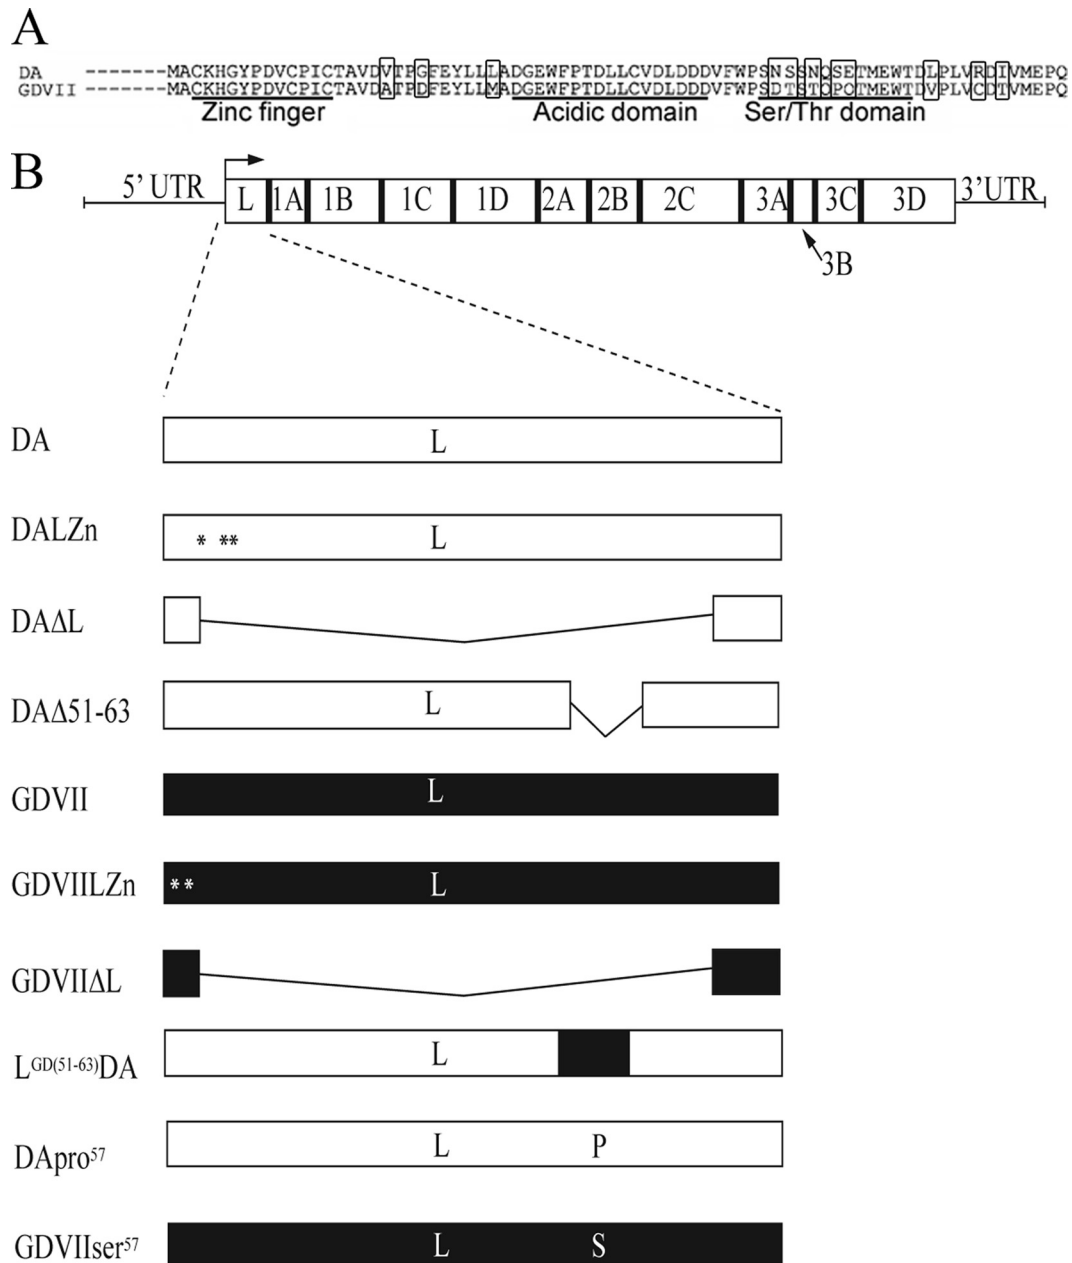 A
DA -------MACKHGYPDVCPICTAVDVTPGFEYLLLADGEWFPTDLLCVDLDDDVFWPSNSSNQSETMEWTDLPLVRDIVMEPQ
GDVII -------MACKHGYPDVCPICTAVDATPDFEYLLMADGEWFPTDLLCVDLDDDVFWPSDTSTQPQTMEWTDVPLVCDTVMEPQ
Zinc finger Acidic domain Ser/Thr domain
B
5' UTR L 1A 1B 1C 1D 2A 2B 2C 3A 3C 3D 3'UTR
3B
DA L
DALZn * ** L
DAΔL
DAΔ51-63 L
GDVII L
GDVIILZn ** L
GDVIIΔL
L^GD(51-63)DA L
DApro⁵⁷ L P
GDVIIser⁵⁷ L S